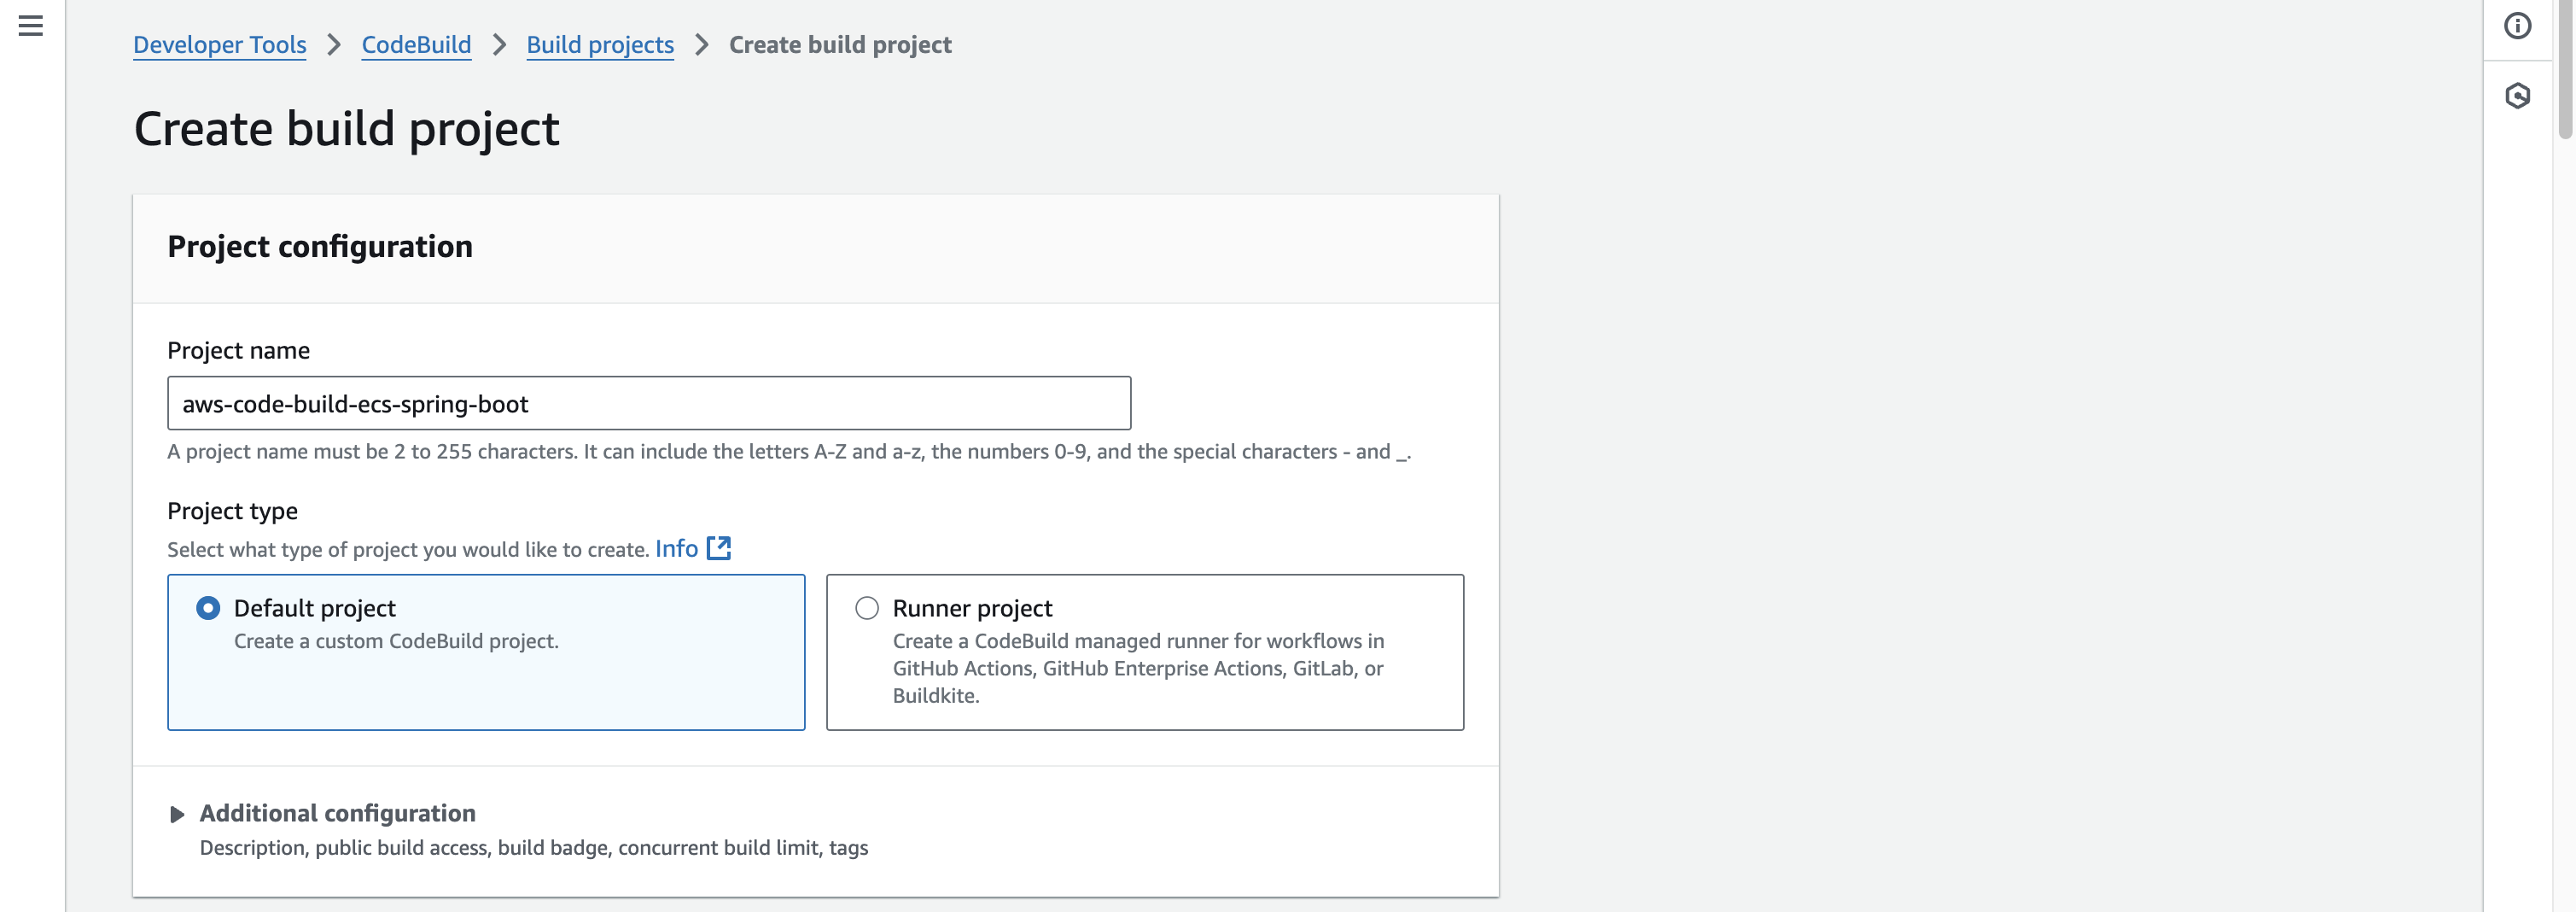 Developer Tools > CodeBuild > Build projects > Create build project
Create build project
Project configuration
Project name
aws-code-build-ecs-spring-boot
A project name must be 2 to 255 characters. It can include the letters A-Z and a-z, the numbers 0-9, and the special characters - and _.
Project type
Select what type of project you would like to create. Info
Default project
Create a custom CodeBuild project.
Runner project
Create a CodeBuild managed runner for workflows in
GitHub Actions, GitHub Enterprise Actions, GitLab, or
Buildkite.
Additional configuration
Description, public build access, build badge, concurrent build limit, tags